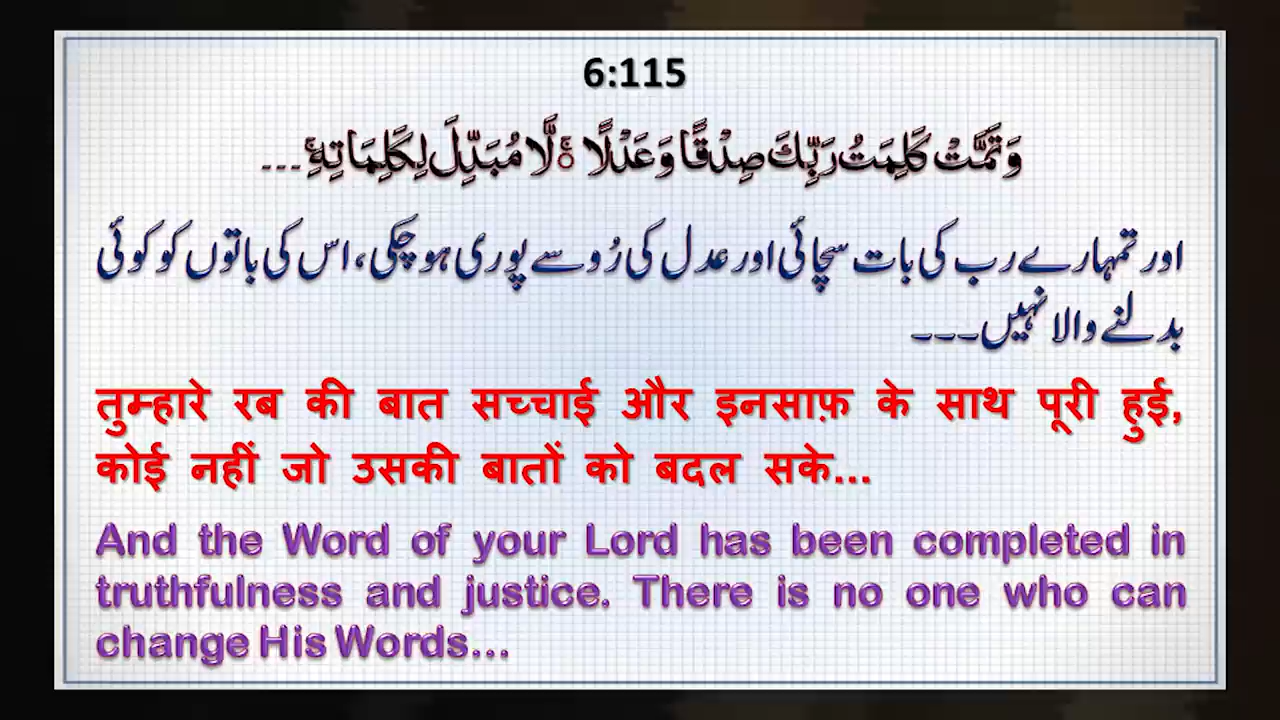 6:115
وَتَمَّتْ كَلِمَتُ رَبِّكَ صِدْقًا وَعَدْلًا ۚ لَّا مُبَدِّلَ لِكَلِمَاتِهِ ۚ ---
اور تمہارے رب کی بات سچائی اور عدل کی رُو سے پوری ہو چکی، اس کی باتوں کو کوئی
بدلنے والا نہیں۔۔۔
तुम्हारे रब की बात सच्चाई और इनसाफ़ के साथ पूरी हुई,
कोई नहीं जो उसकी बातों को बदल सके...
And the Word of your Lord has been completed in
truthfulness and justice. There is no one who can
change His Words...